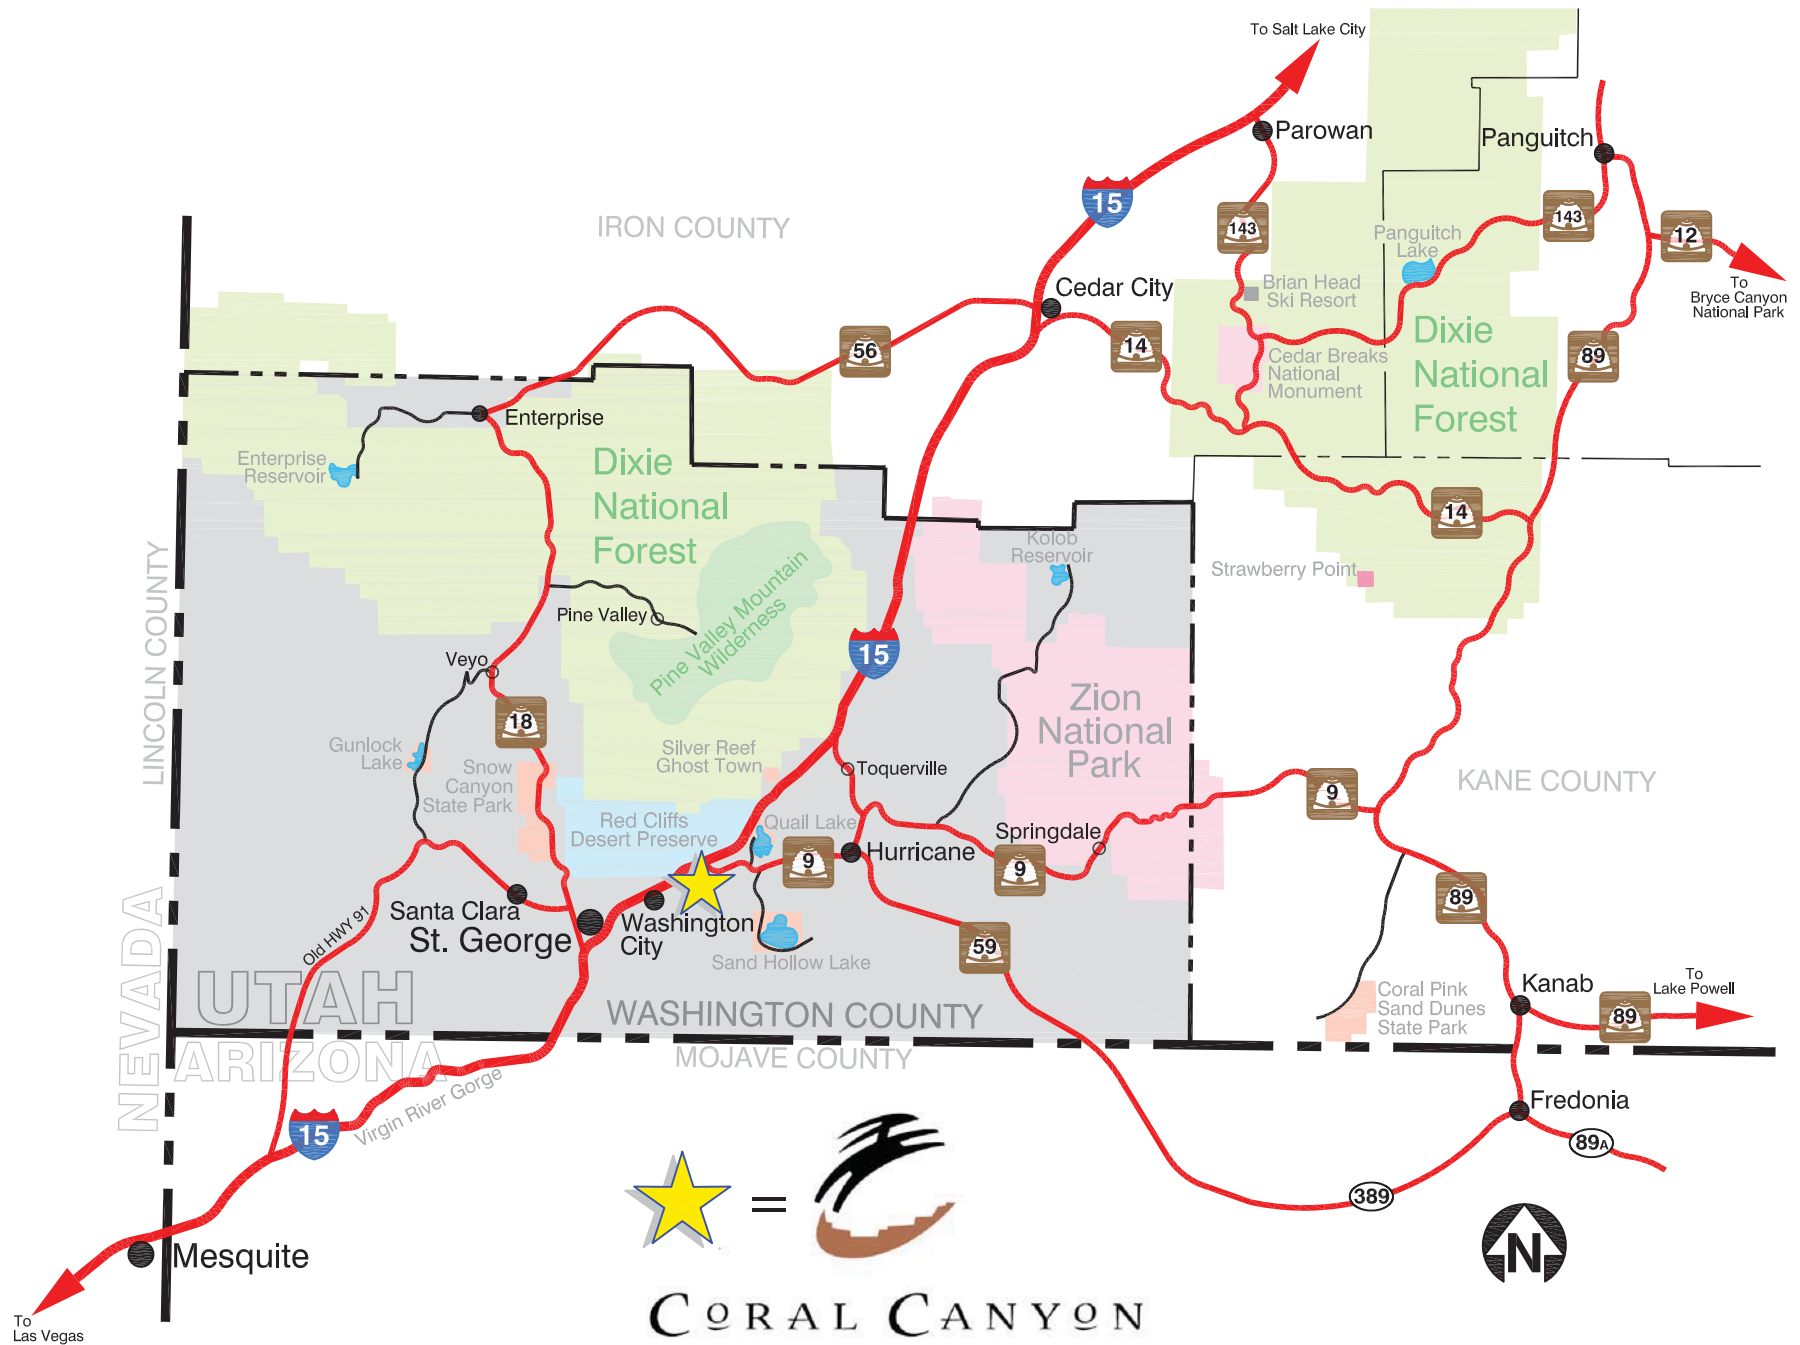 To Salt Lake City
Parowan
Panguitch
15
143
143
12
IRON COUNTY
Panguitch
Lake
To
Bryce Canyon
National Park
Cedar City
Brian Head
Ski Resort
56
14
Dixie
National
Forest
89
Cedar Breaks
National
Monument
Enterprise
Enterprise
Reservoir
Dixie
National
Forest
14
Kolob
Reservoir
Strawberry Point
LINCOLN COUNTY
Pine Valley
Pine Valley Mountain
Wilderness
Veyo
15
18
Zion
National
Park
Gunlock
Lake
Silver Reef
Ghost Town
Toquerville
Snow
Canyon
State Park
9
KANE COUNTY
Red Cliffs
Desert Preserve
Quail Lake
Springdale
9
Hurricane
9
89
Santa Clara
St. George
Washington
City
Old HWY 91
59
Sand Hollow Lake
NEVADA
UTAH
WASHINGTON COUNTY
Kanab
To
Lake Powell
Coral Pink
Sand Dunes
State Park
89
ARIZONA
MOJAVE COUNTY
Virgin River Gorge
Fredonia
15
89A
389
=
N
Mesquite
To
Las Vegas
CORAL CANYON